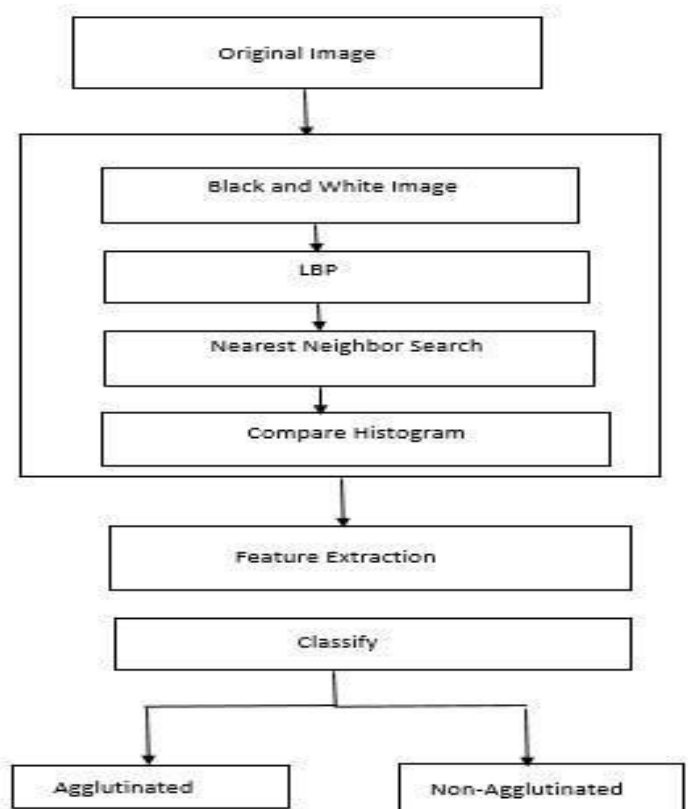 Original Image
Black and White Image
LBP
Nearest Neighbor Search
Compare Histogram
Feature Extraction
Classify
Agglutinated
Non-Agglutinated